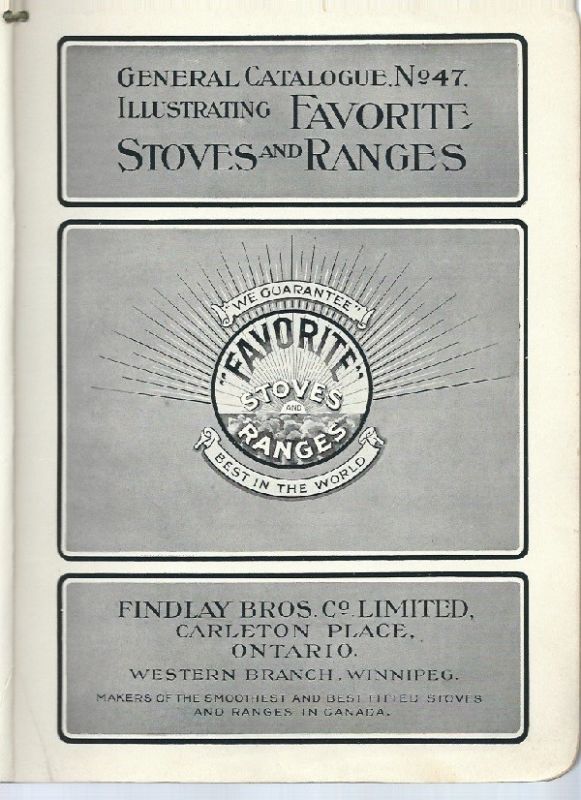 GENERAL CATALOGUE. No 47.
ILLUSTRATING FAVORITE
STOVES AND RANGES
"WE GUARANTEE"
"FAVORITE"
STOVES
AND
RANGES
BEST IN THE WORLD
FINDLAY BROS. Co. LIMITED,
CARLETON PLACE,
ONTARIO.
WESTERN BRANCH, WINNIPEG.
MAKERS OF THE SMOOTHEST AND BEST FITTED STOVES
AND RANGES IN CANADA.